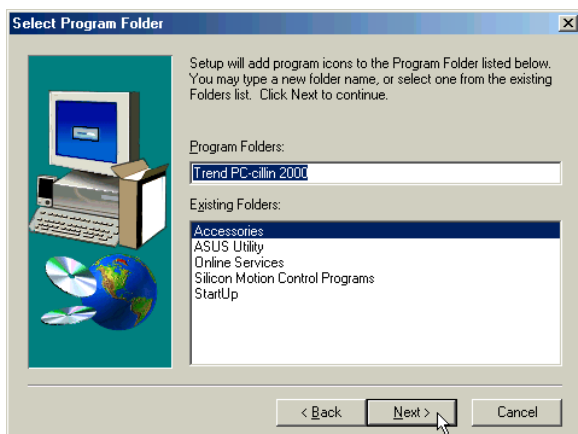 Select Program Folder
Setup will add program icons to the Program Folder listed below.
You may type a new folder name, or select one from the existing
Folders list.  Click Next to continue.
Program Folders:
Trend PC-cillin 2000
Existing Folders:
Accessories
ASUS Utility
Online Services
Silicon Motion Control Programs
StartUp
< Back
Next >
Cancel